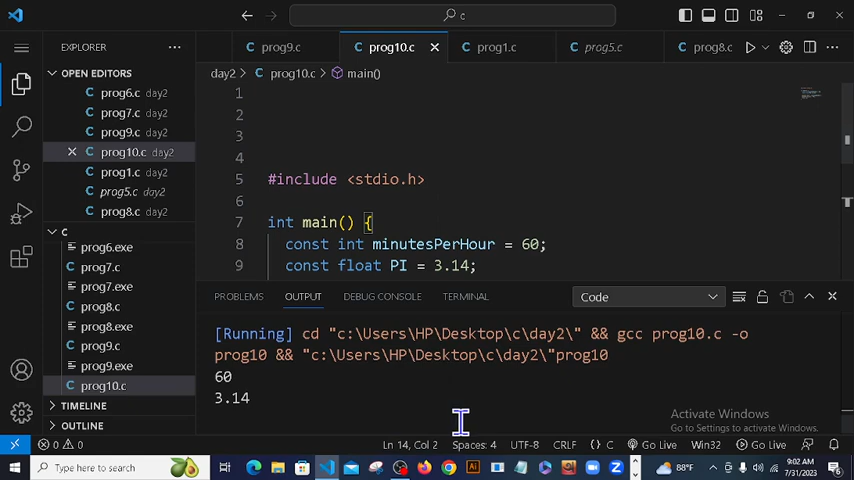 c
EXPLORER
prog9.c
prog10.c
prog1.c
prog5.c
prog8.c
OPEN EDITORS
day2 > C prog10.c > main()
C prog6.c day2
C prog7.c day2
C prog9.c day2
C prog10.c day2
C prog1.c day2
C prog5.c day2
C prog8.c day2
C
prog6.exe
C prog7.c
prog7.exe
C prog8.c
prog8.exe
C prog9.c
prog9.exe
C prog10.c
TIMELINE
OUTLINE
1
2
3
4
5 #include <stdio.h>
6
7 int main() {
8 const int minutesPerHour = 60;
9 const float PI = 3.14;
PROBLEMS OUTPUT DEBUG CONSOLE TERMINAL Code
[Running] cd "c:\Users\HP\Desktop\c\day2\" && gcc prog10.c -o
prog10 && "c:\Users\HP\Desktop\c\day2\"prog10
60
3.14
Activate Windows
Go to Settings to activate Windows.
0 0 Ln 14, Col 2 Spaces: 4 UTF-8 CRLF {} C Go Live Win32 Go Live
Type here to search 88°F 9:02 AM
7/31/2023